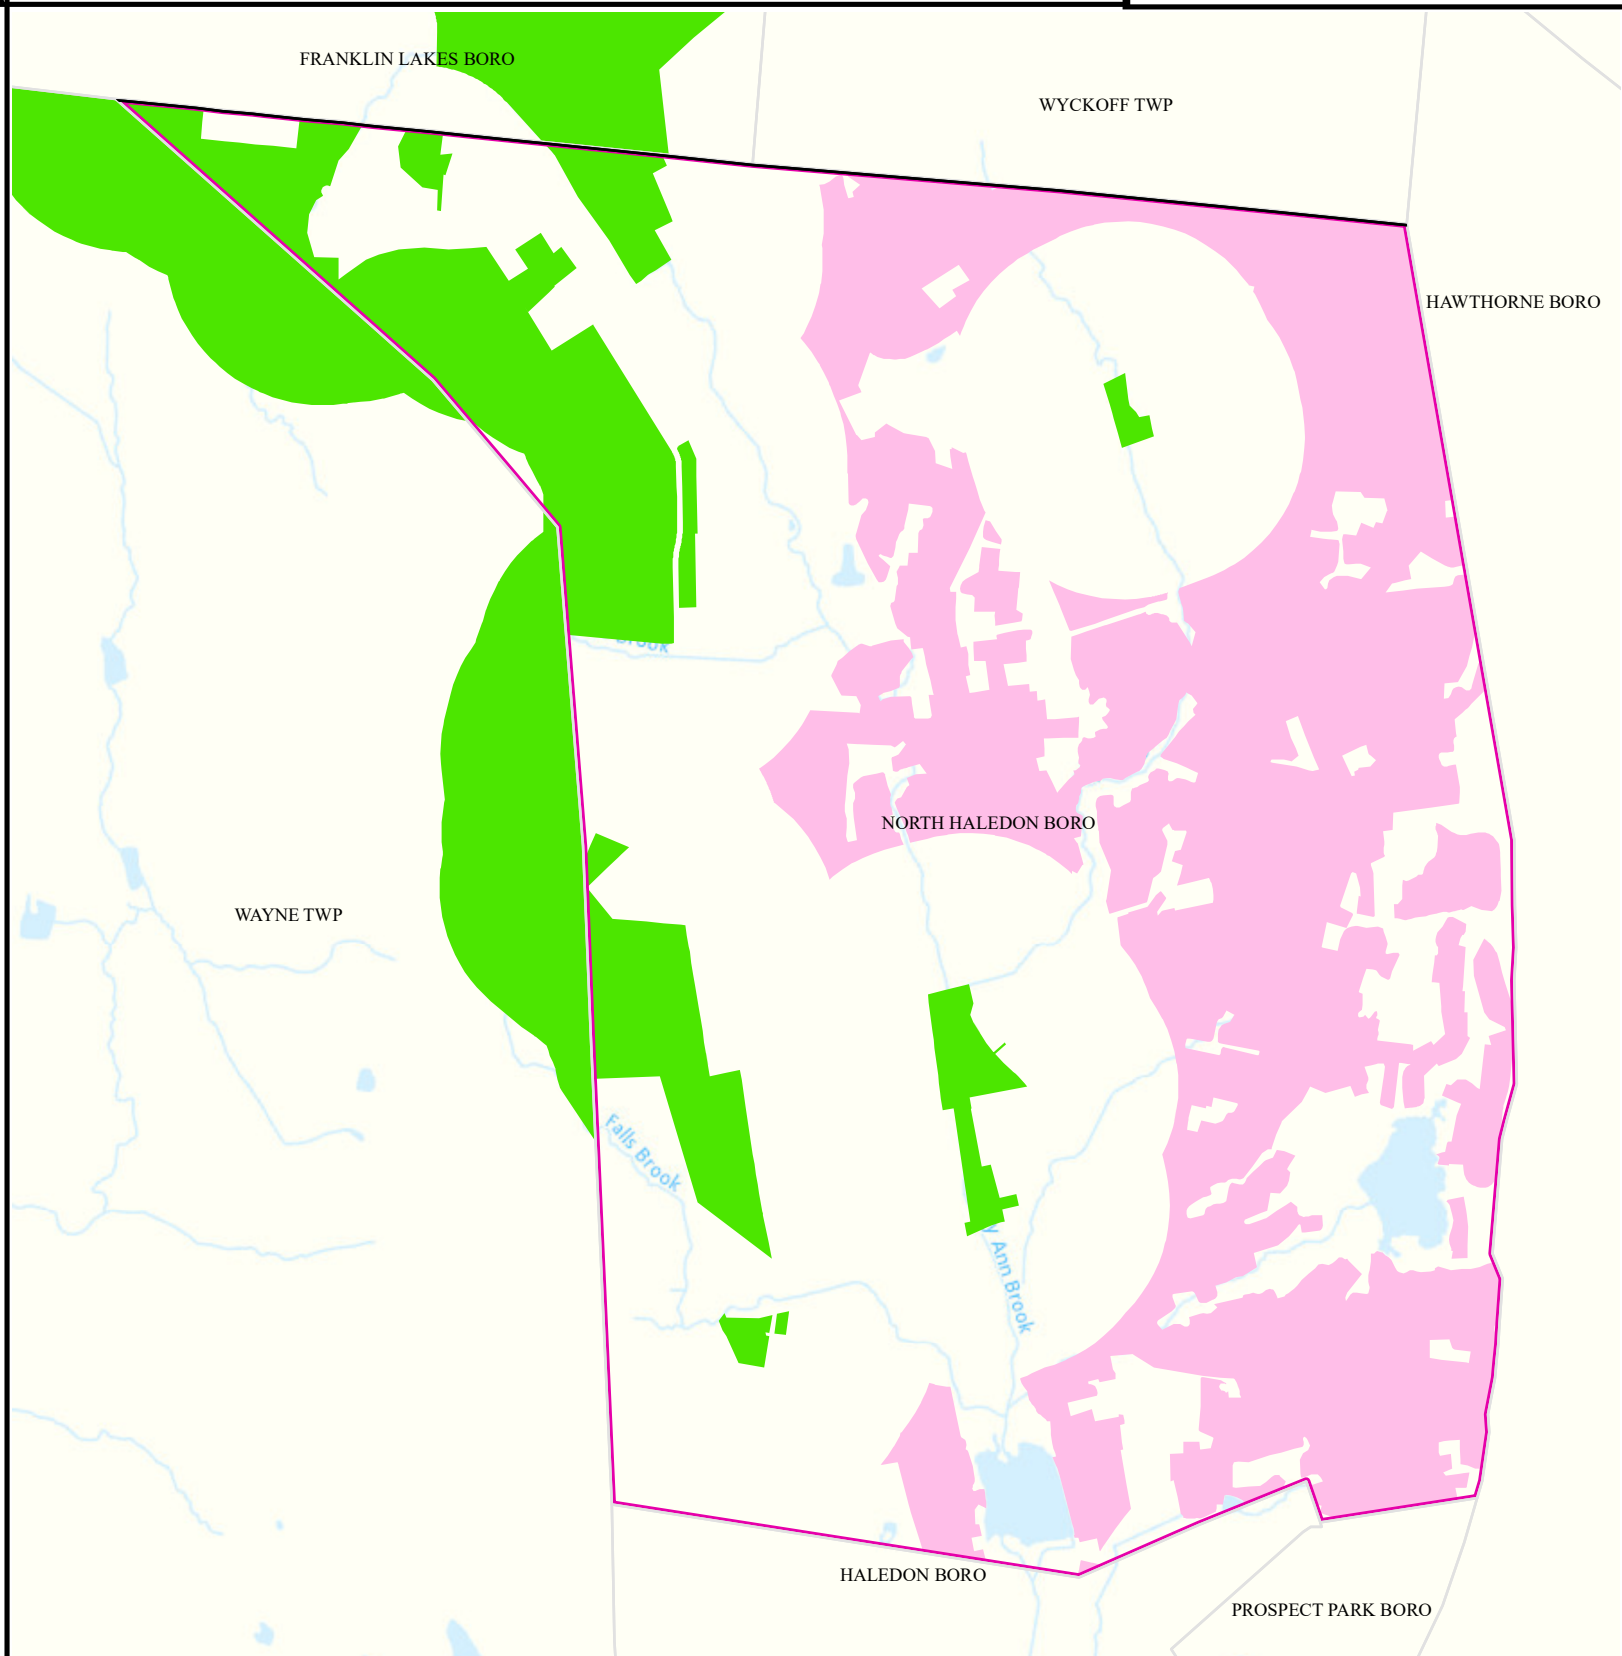 FRANKLIN LAKES BORO
WYCKOFF TWP
HAWTHORNE BORO
Brook
NORTH HALEDON BORO
WAYNE TWP
Falls Brook
Ann Brook
HALEDON BORO
PROSPECT PARK BORO